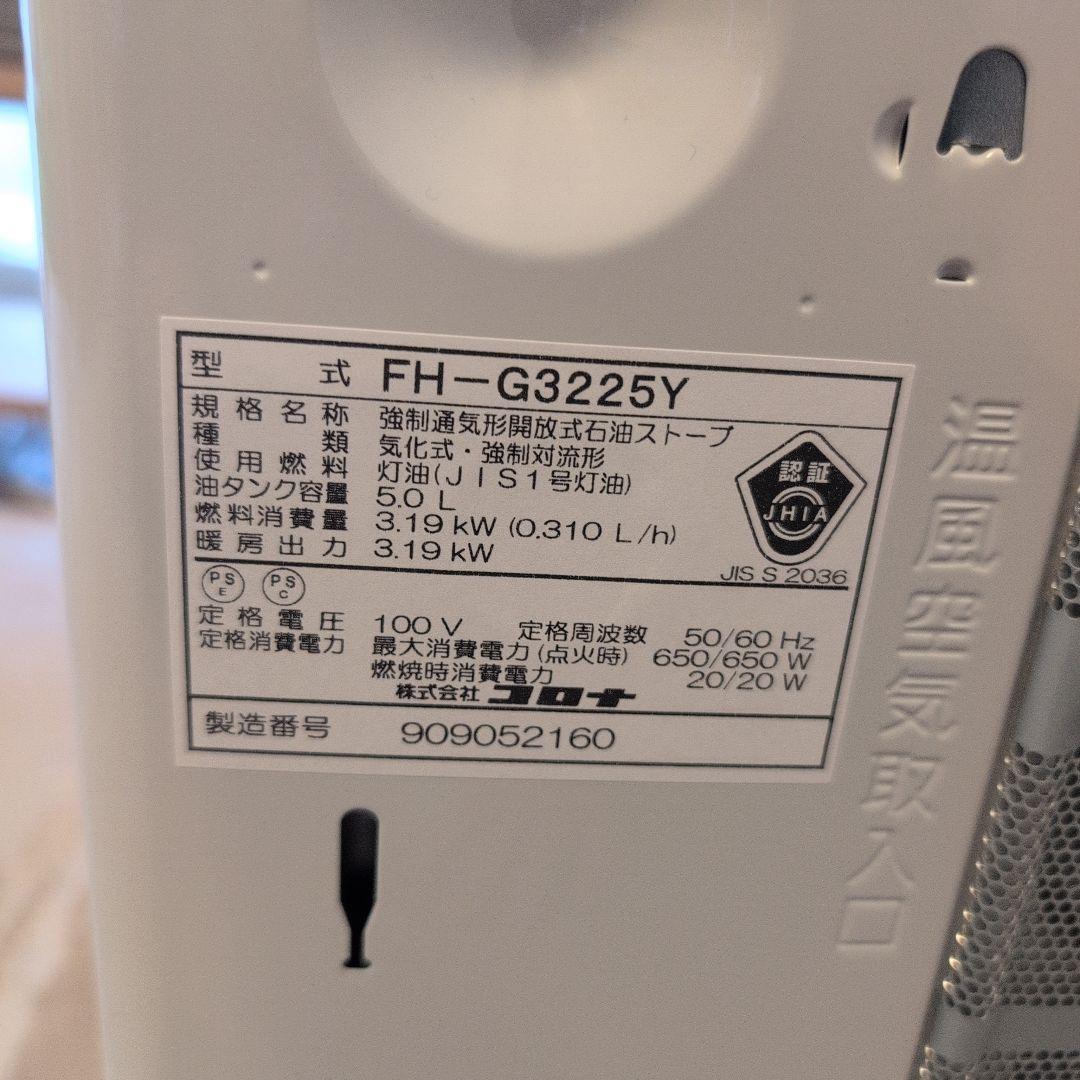 型式 FH-G3225Y
規格名称 強制通気形開放式石油ストーブ
種類 気化式・強制対流形
使用燃料 灯油(JIS1号灯油)
油タンク容量 5.0 L
燃料消費量 3.19 kW (0.310 L/h)
暖房出力 3.19 kW
認証
JHIA
JIS S 2036
PS E PS C
定格電圧 100 V 定格周波数 50/60 Hz
定格消費電力 最大消費電力(点火時) 650/650 W
燃焼時消費電力 20/20 W
株式会社 コロナ
製造番号 909052160
温風空気取入口